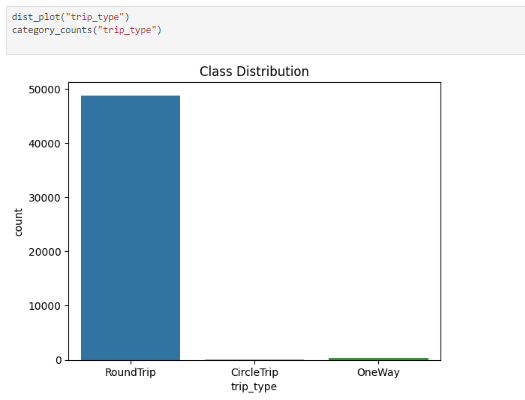 dist_plot("trip_type")
category_counts("trip_type")
Class Distribution
50000
40000
30000
20000
10000
0
count
RoundTrip CircleTrip OneWay
trip_type